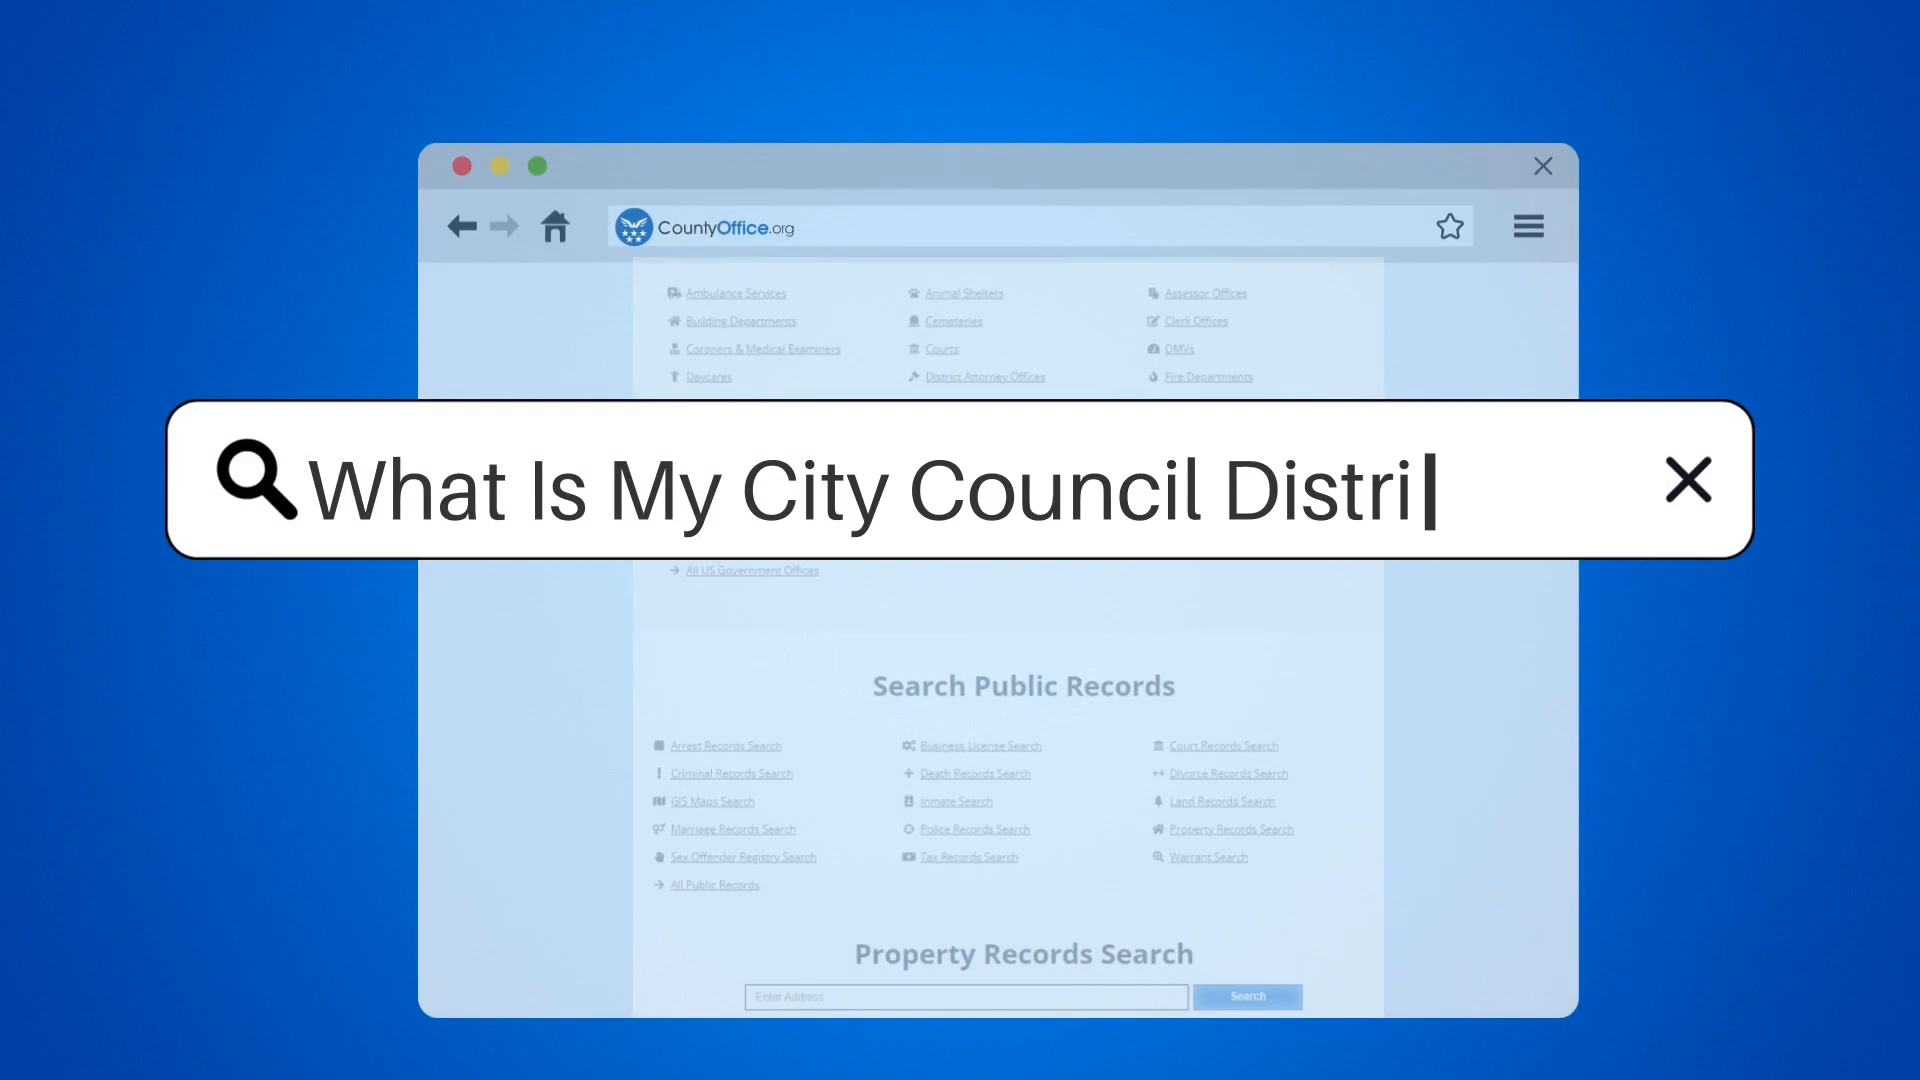 CountyOffice.org
Ambulance Services Animal Shelters Assessor Offices
Building Departments Cemeteries Clerk Offices
Coroners & Medical Examiners Courts DMVs
Daycares District Attorney Offices Fire Departments
What Is My City Council Distri
All US Government Offices
Search Public Records
Arrest Records Search Business License Search Court Records Search
Criminal Records Search Death Records Search Divorce Records Search
GIS Maps Search Inmate Search Land Records Search
Marriage Records Search Police Records Search Property Records Search
Sex Offender Registry Search Tax Records Search Warrant Search
All Public Records
Property Records Search
Enter Address Search